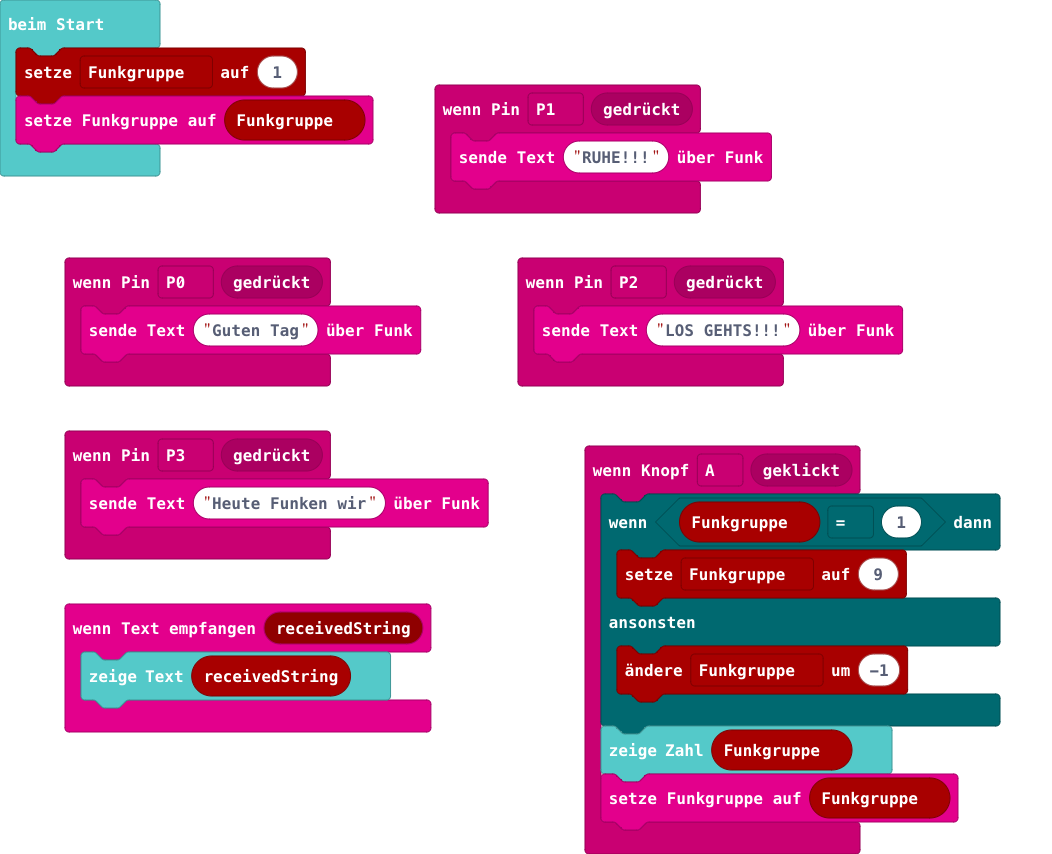 beim Start
setze Funkgruppe auf 1
setze Funkgruppe auf Funkgruppe
wenn Pin P1 gedrückt
sende Text "RUHE!!!" über Funk
wenn Pin P0 gedrückt
sende Text "Guten Tag" über Funk
wenn Pin P2 gedrückt
sende Text "LOS GEHTS!!!" über Funk
wenn Pin P3 gedrückt
sende Text "Heute Funken wir" über Funk
wenn Text empfangen receivedString
zeige Text receivedString
wenn Knopf A geklickt
wenn Funkgruppe = 1 dann
setze Funkgruppe auf 9
ansonsten
ändere Funkgruppe um −1
zeige Zahl Funkgruppe
setze Funkgruppe auf Funkgruppe